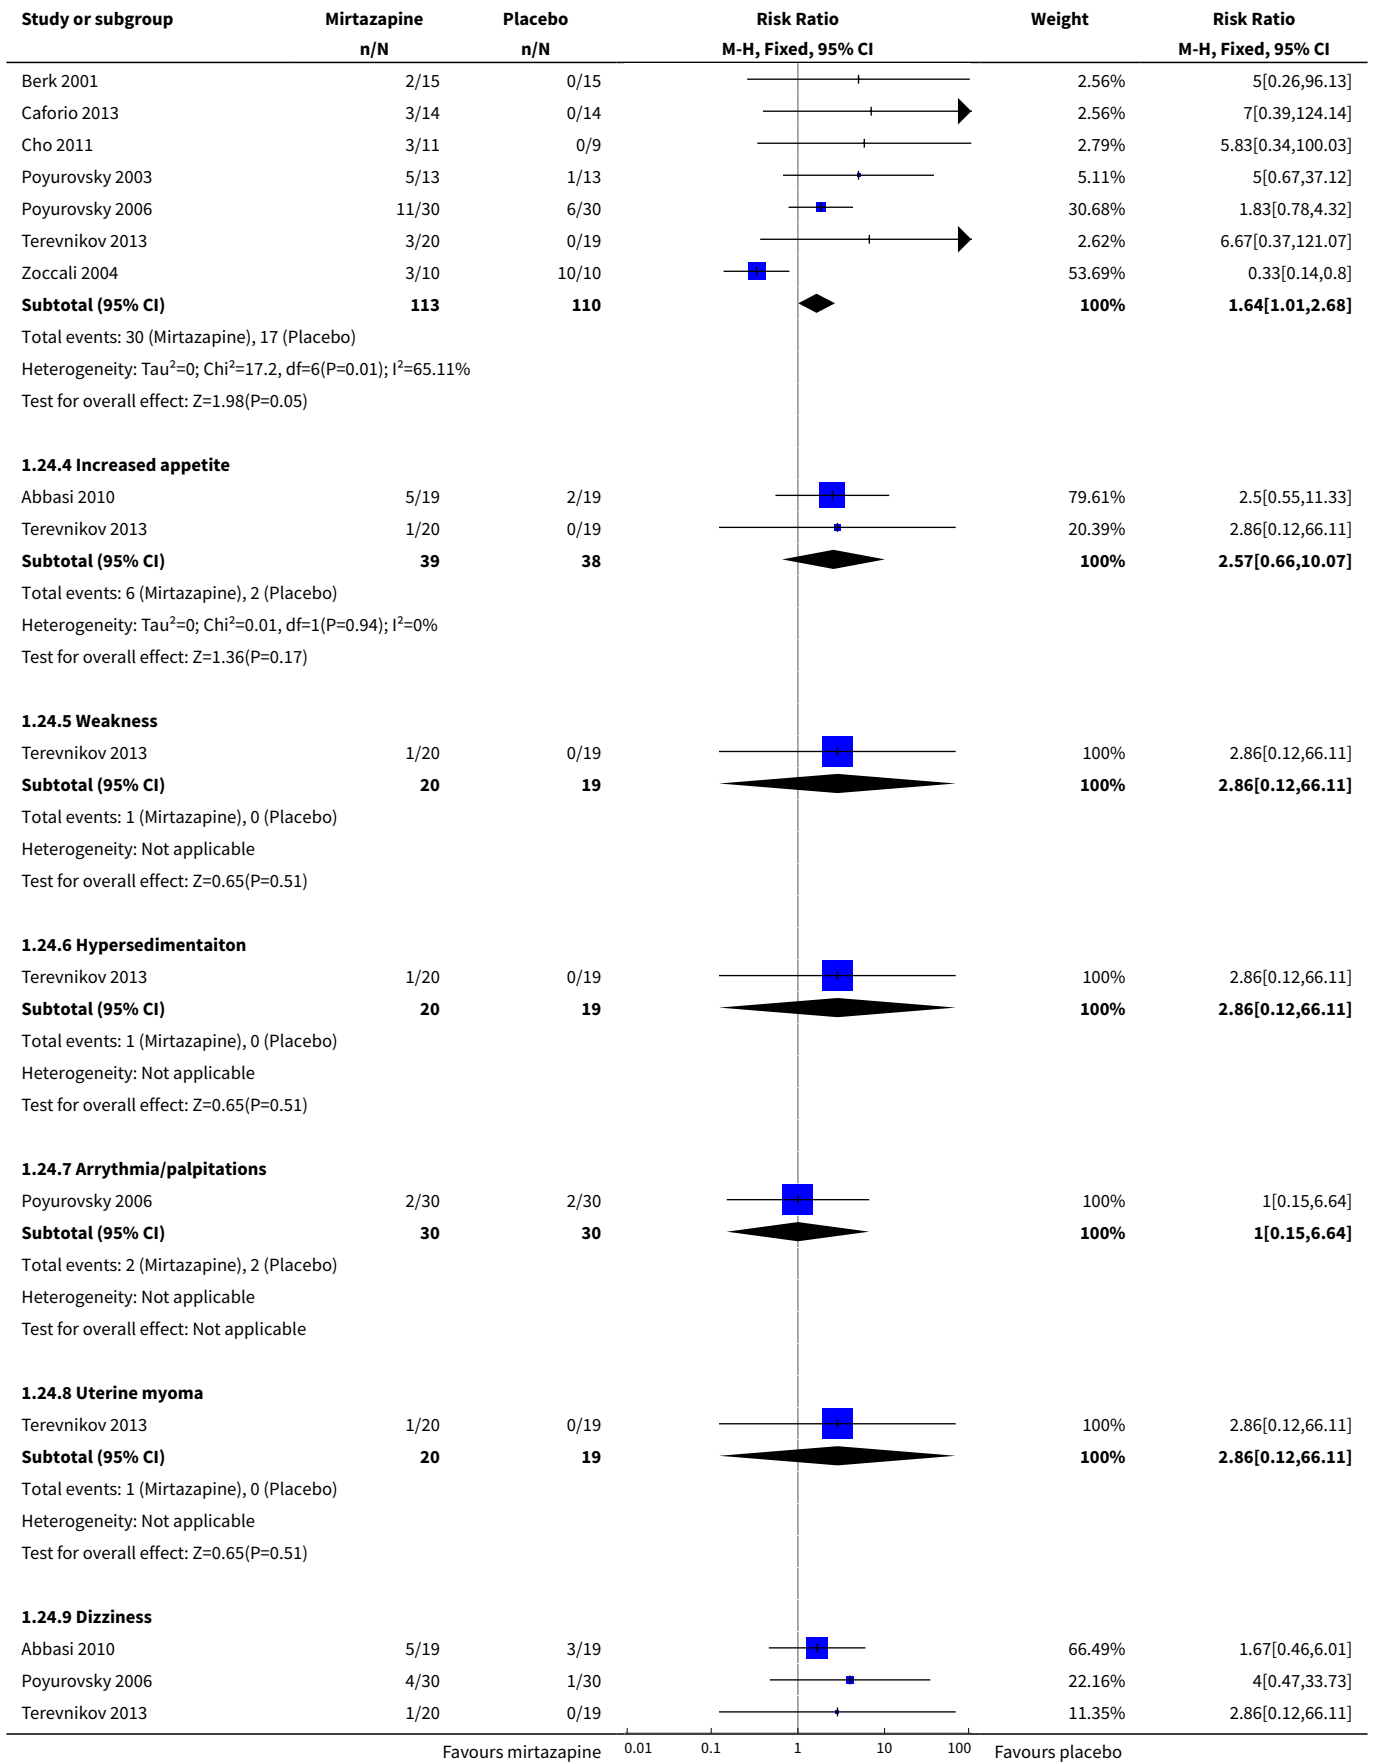 Study or subgroup Mirtazapine Placebo Risk Ratio Weight Risk Ratio
n/N n/N M-H, Fixed, 95% CI M-H, Fixed, 95% CI
Berk 2001 2/15 0/15 2.56% 5[0.26,96.13]
Caforio 2013 3/14 0/14 2.56% 7[0.39,124.14]
Cho 2011 3/11 0/9 2.79% 5.83[0.34,100.03]
Poyurovsky 2003 5/13 1/13 5.11% 5[0.67,37.12]
Poyurovsky 2006 11/30 6/30 30.68% 1.83[0.78,4.32]
Terevnikov 2013 3/20 0/19 2.62% 6.67[0.37,121.07]
Zoccali 2004 3/10 10/10 53.69% 0.33[0.14,0.8]
Subtotal (95% CI) 113 110 100% 1.64[1.01,2.68]
Total events: 30 (Mirtazapine), 17 (Placebo)
Heterogeneity: Tau²=0; Chi²=17.2, df=6(P=0.01); I²=65.11%
Test for overall effect: Z=1.98(P=0.05)
1.24.4 Increased appetite
Abbasi 2010 5/19 2/19 79.61% 2.5[0.55,11.33]
Terevnikov 2013 1/20 0/19 20.39% 2.86[0.12,66.11]
Subtotal (95% CI) 39 38 100% 2.57[0.66,10.07]
Total events: 6 (Mirtazapine), 2 (Placebo)
Heterogeneity: Tau²=0; Chi²=0.01, df=1(P=0.94); I²=0%
Test for overall effect: Z=1.36(P=0.17)
1.24.5 Weakness
Terevnikov 2013 1/20 0/19 100% 2.86[0.12,66.11]
Subtotal (95% CI) 20 19 100% 2.86[0.12,66.11]
Total events: 1 (Mirtazapine), 0 (Placebo)
Heterogeneity: Not applicable
Test for overall effect: Z=0.65(P=0.51)
1.24.6 Hypersedimentaiton
Terevnikov 2013 1/20 0/19 100% 2.86[0.12,66.11]
Subtotal (95% CI) 20 19 100% 2.86[0.12,66.11]
Total events: 1 (Mirtazapine), 0 (Placebo)
Heterogeneity: Not applicable
Test for overall effect: Z=0.65(P=0.51)
1.24.7 Arrythmia/palpitations
Poyurovsky 2006 2/30 2/30 100% 1[0.15,6.64]
Subtotal (95% CI) 30 30 100% 1[0.15,6.64]
Total events: 2 (Mirtazapine), 2 (Placebo)
Heterogeneity: Not applicable
Test for overall effect: Not applicable
1.24.8 Uterine myoma
Terevnikov 2013 1/20 0/19 100% 2.86[0.12,66.11]
Subtotal (95% CI) 20 19 100% 2.86[0.12,66.11]
Total events: 1 (Mirtazapine), 0 (Placebo)
Heterogeneity: Not applicable
Test for overall effect: Z=0.65(P=0.51)
1.24.9 Dizziness
Abbasi 2010 5/19 3/19 66.49% 1.67[0.46,6.01]
Poyurovsky 2006 4/30 1/30 22.16% 4[0.47,33.73]
Terevnikov 2013 1/20 0/19 11.35% 2.86[0.12,66.11]
Favours mirtazapine 0.01 0.1 1 10 100 Favours placebo